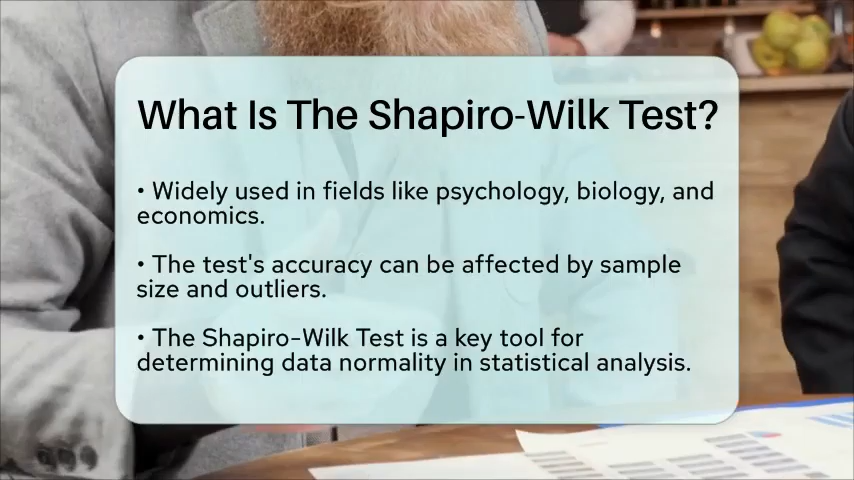 What Is The Shapiro-Wilk Test?
• Widely used in fields like psychology, biology, and
economics.
• The test's accuracy can be affected by sample
size and outliers.
• The Shapiro-Wilk Test is a key tool for
determining data normality in statistical analysis.